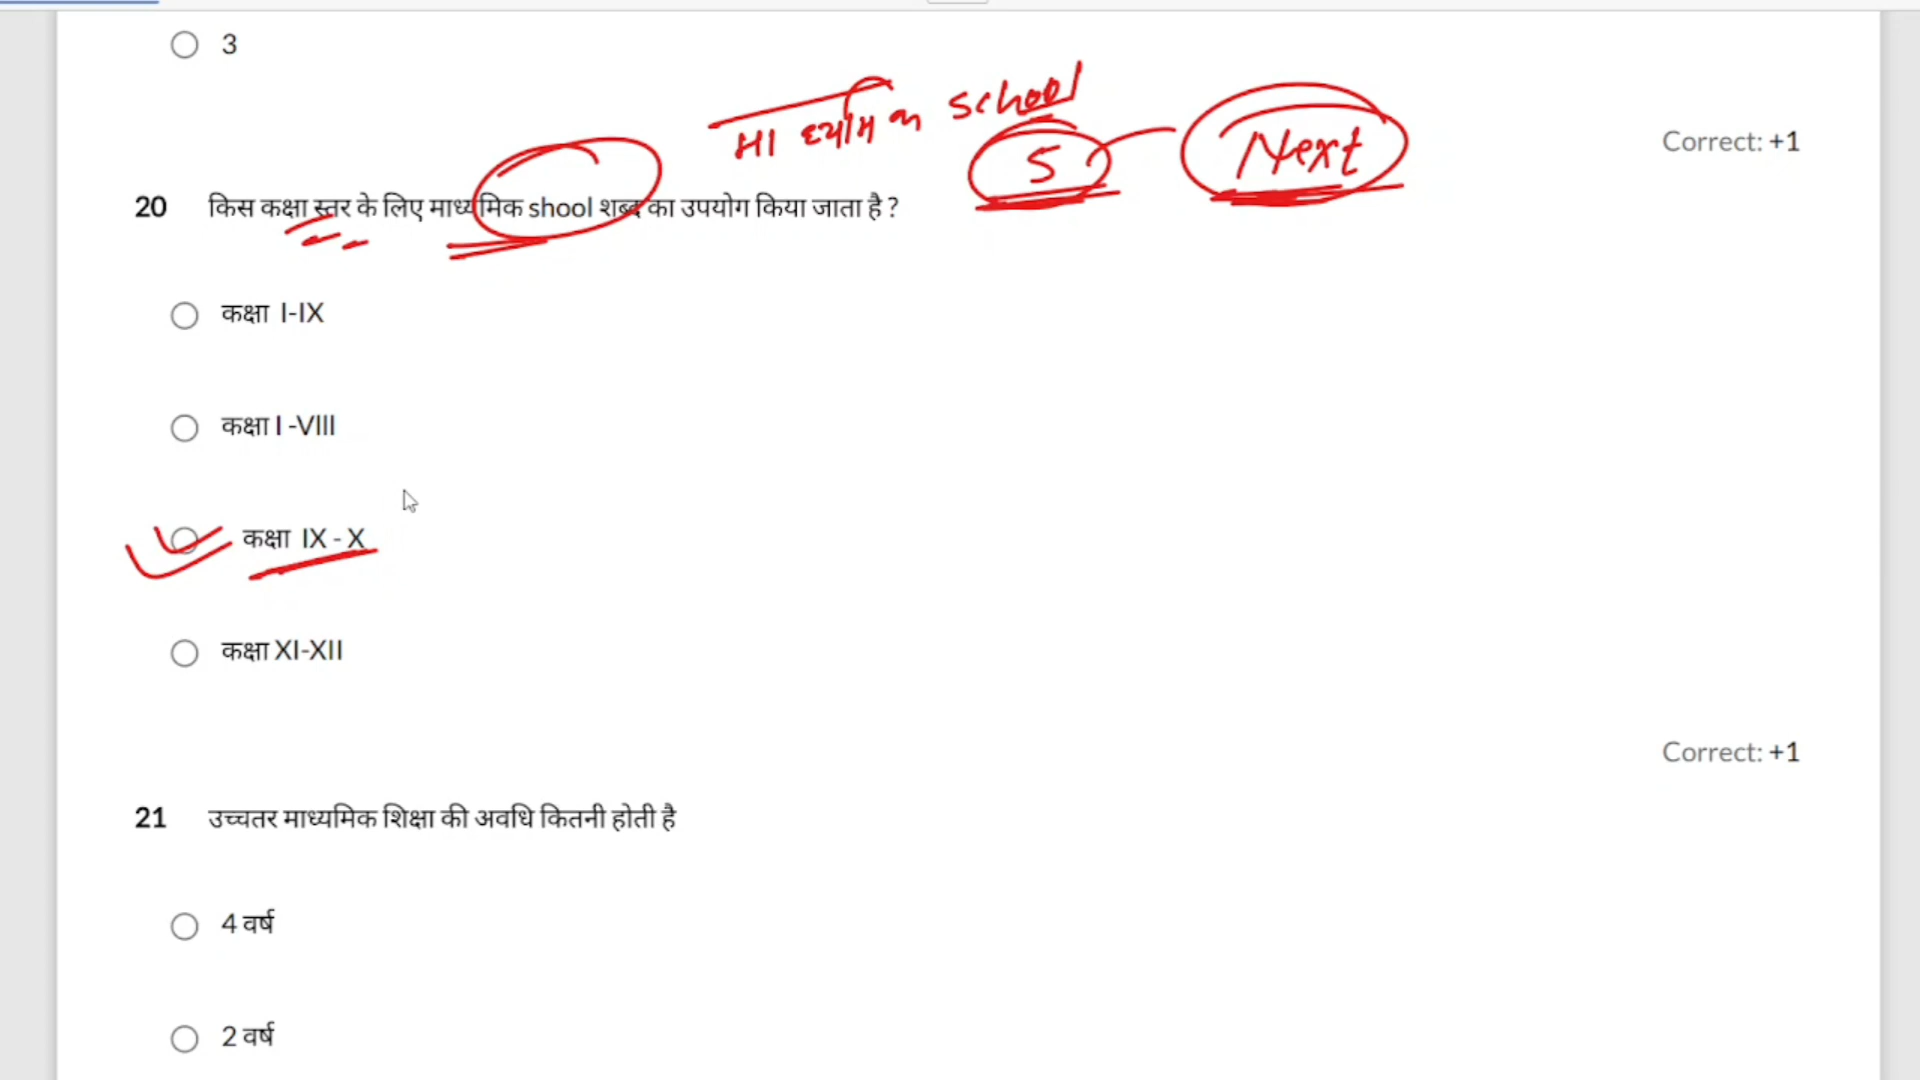 3
माध्यमिक school
S Next
Correct: +1
20 किस कक्षा स्तर के लिए माध्यमिक shool शब्द का उपयोग किया जाता है ?
कक्षा I-IX
कक्षा I -VIII
कक्षा IX - X
कक्षा XI-XII
Correct: +1
21 उच्चतर माध्यमिक शिक्षा की अवधि कितनी होती है
4 वर्ष
2 वर्ष